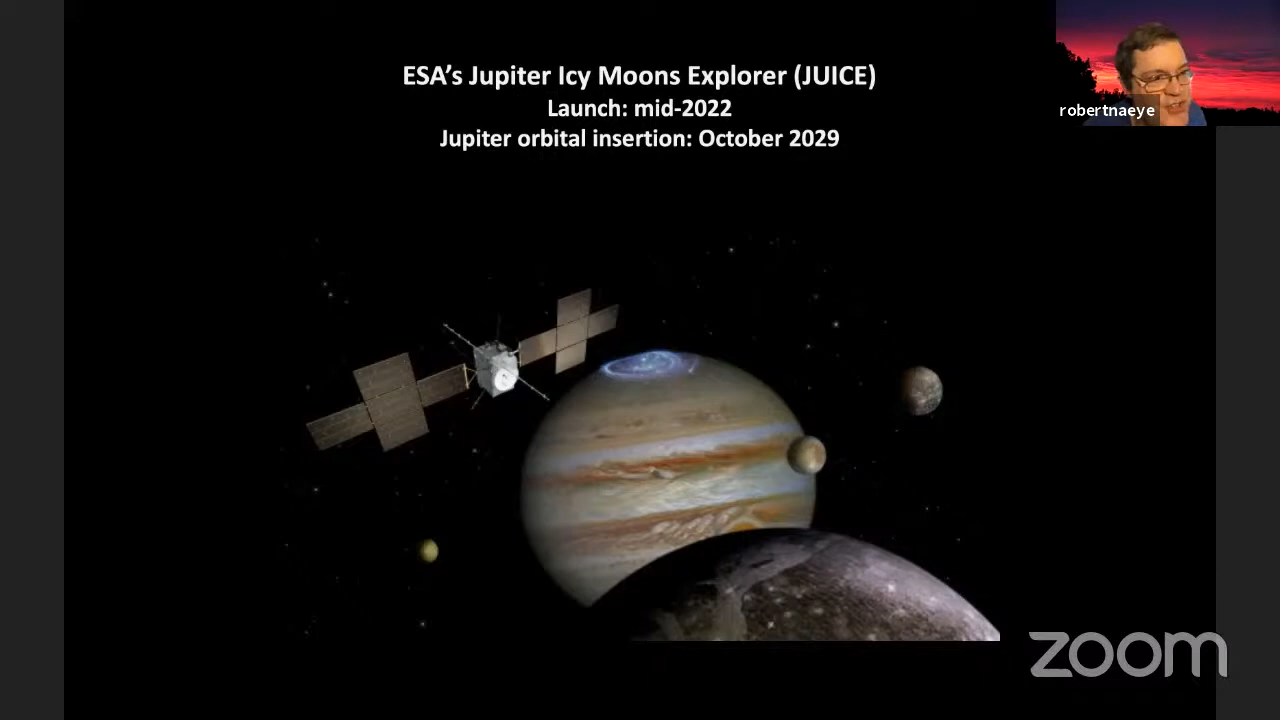 ESA’s Jupiter Icy Moons Explorer (JUICE)
Launch: mid-2022
Jupiter orbital insertion: October 2029
robertnaeye
zoom